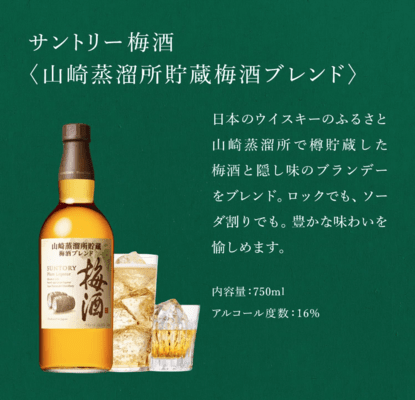 サントリー梅酒
〈山崎蒸溜所貯蔵梅酒ブレンド〉
日本のウイスキーのふるさと
山崎蒸溜所で樽貯蔵した
梅酒と隠し味のブランデー
をブレンド。ロックでも、ソー
ダ割りでも。豊かな味わいを
愉しめます。
内容量：750ml
アルコール度数：16%
山崎蒸溜所貯蔵
梅酒ブレンド
SUNTORY
梅酒